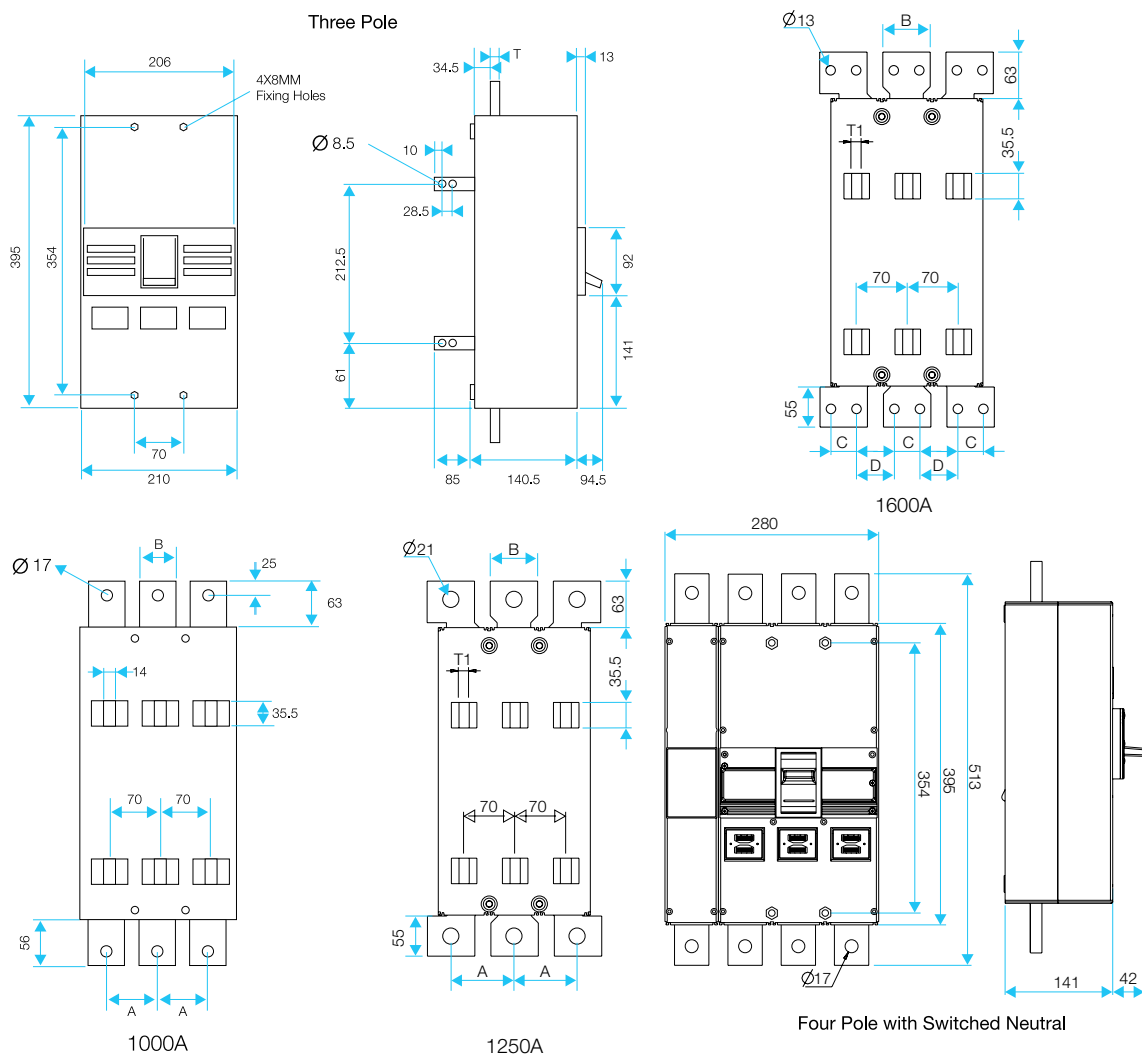 Three Pole
206
4X8MM
Fixing Holes
395
354
70
210
34.5
T
13
Ø 8.5
10
28.5
212.5
61
92
141
85
140.5
94.5
Ø13
B
63
T1
35.5
70
70
55
C
C
C
D
D
1600A
Ø 17
B
25
63
14
35.5
70
70
56
A
A
1000A
Ø21
B
63
T1
35.5
70
70
55
A
A
1250A
280
354
395
513
Ø17
141
42
Four Pole with Switched Neutral